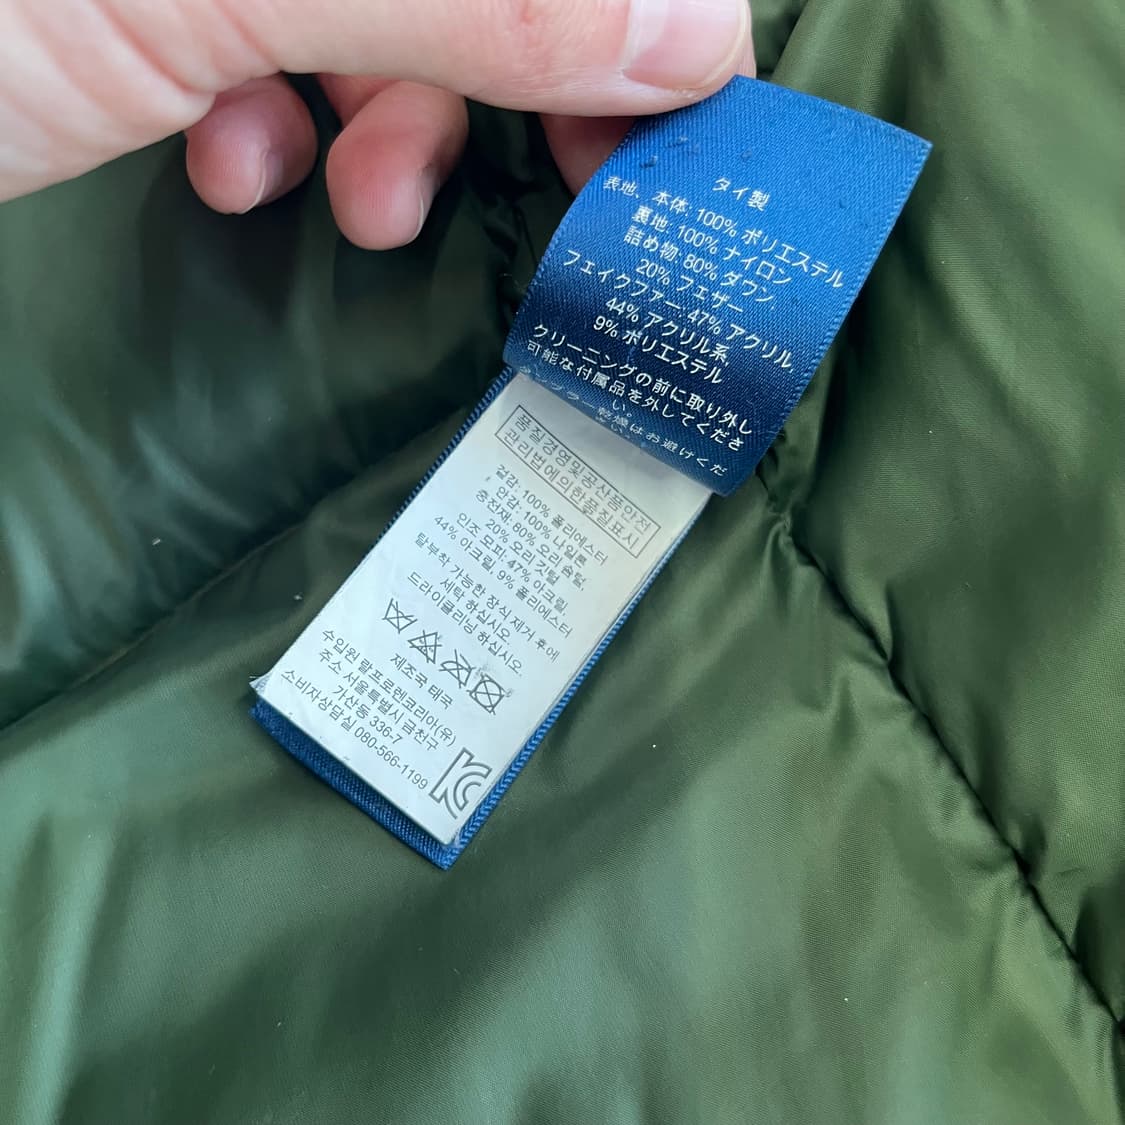 タイ製
表地、本体: 100% ポリエステル
裏地: 100% ナイロン
詰め物: 80% ダウン,
20% フェザー
フェイクファー: 47% アクリル,
44% アクリル系,
9% ポリエステル
クリーニングの前に取り外し
可能な付属品を外してくださ
い。
乾燥はお避けくだ
품질경영및공산품안전
관리법에의한품질표시
겉감: 100% 폴리에스터
안감: 100% 나일론
충전재: 80% 오리 솜털,
20% 오리 깃털
인조 모피: 47% 아크릴,
44% 아크릴, 9% 폴리에스터
탈부착 가능한 장식 제거 후에
세탁 하십시오.
드라이클리닝 하십시오.
제조국 태국
수입원 랄프로렌코리아(유)
주소 서울특별시 금천구
가산동 336-7
소비자상담실 080-566-1199